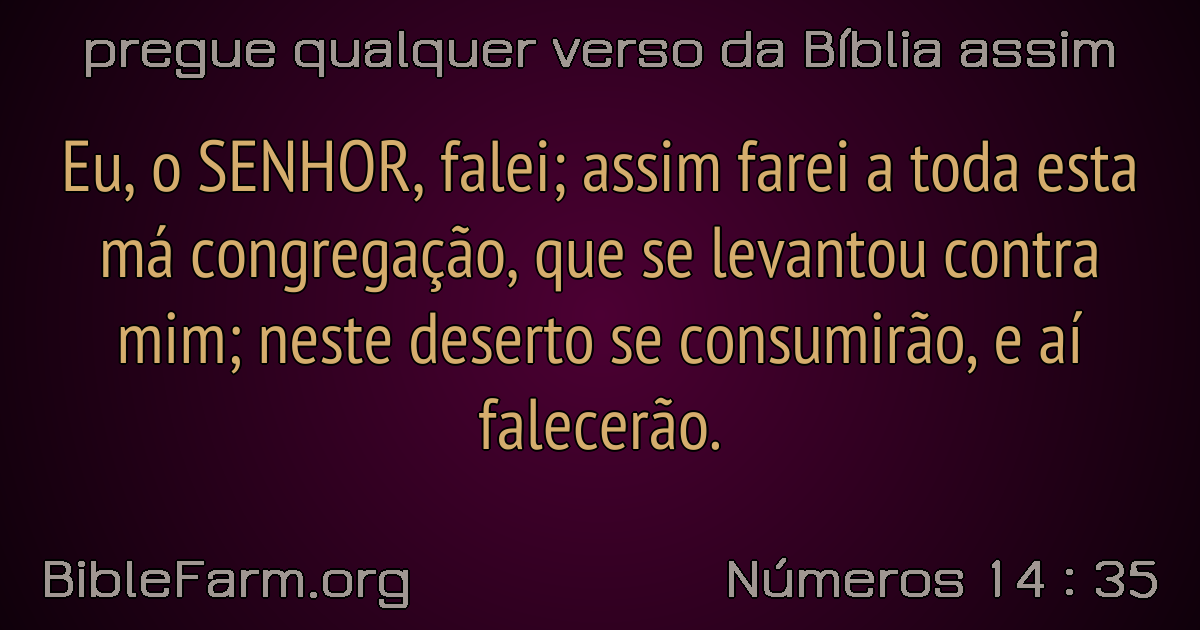 pregue qualquer verso da Bíblia assim
Eu, o SENHOR, falei; assim farei a toda esta
má congregação, que se levantou contra
mim; neste deserto se consumirão, e aí
falecerão.
BibleFarm.org
Números 14 : 35